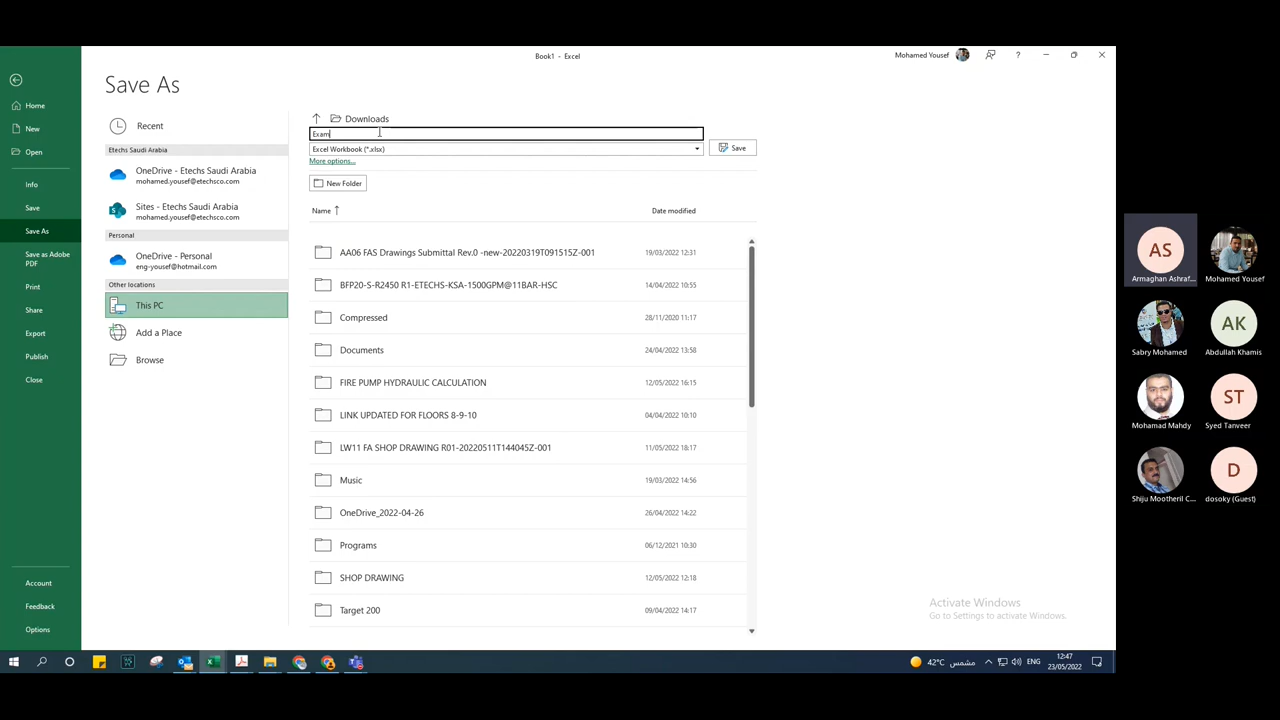 Book1 - Excel
Mohamed Yousef
?
Save As
Home
New
Open
Info
Save
Save As
Save as Adobe
PDF
Print
Share
Export
Publish
Close
Account
Feedback
Options
Recent
Etechs Saudi Arabia
OneDrive - Etechs Saudi Arabia
mohamed.yousef@etechsco.com
Sites - Etechs Saudi Arabia
mohamed.yousef@etechsco.com
Personal
OneDrive - Personal
eng-yousef@hotmail.com
Other locations
This PC
Add a Place
Browse
Downloads
Exam
Excel Workbook (*.xlsx)
Save
More options...
New Folder
Name
Date modified
AA06 FAS Drawings Submittal Rev.0 -new-20220319T091515Z-001 19/03/2022 12:31
BFP20-S-R2450 R1-ETECHS-KSA-1500GPM@11BAR-HSC 14/04/2022 10:55
Compressed 28/11/2020 11:17
Documents 24/04/2022 13:58
FIRE PUMP HYDRAULIC CALCULATION 12/05/2022 16:15
LINK UPDATED FOR FLOORS 8-9-10 04/04/2022 10:10
LW11 FA SHOP DRAWING R01-20220511T144045Z-001 11/05/2022 18:17
Music 19/03/2022 14:56
OneDrive_2022-04-26 26/04/2022 14:22
Programs 06/12/2021 10:30
SHOP DRAWING 12/05/2022 12:18
Target 200 09/04/2022 14:17
Activate Windows
Go to Settings to activate Windows.
42°C مشمس
ENG
12:47
23/05/2022
AS
Armaghan Ashraf...
Mohamed Yousef
Sabry Mohamed
AK
Abdullah Khamis
Mohamad Mahdy
ST
Syed Tanveer
Shiju Mootheril C...
D
dosoky (Guest)